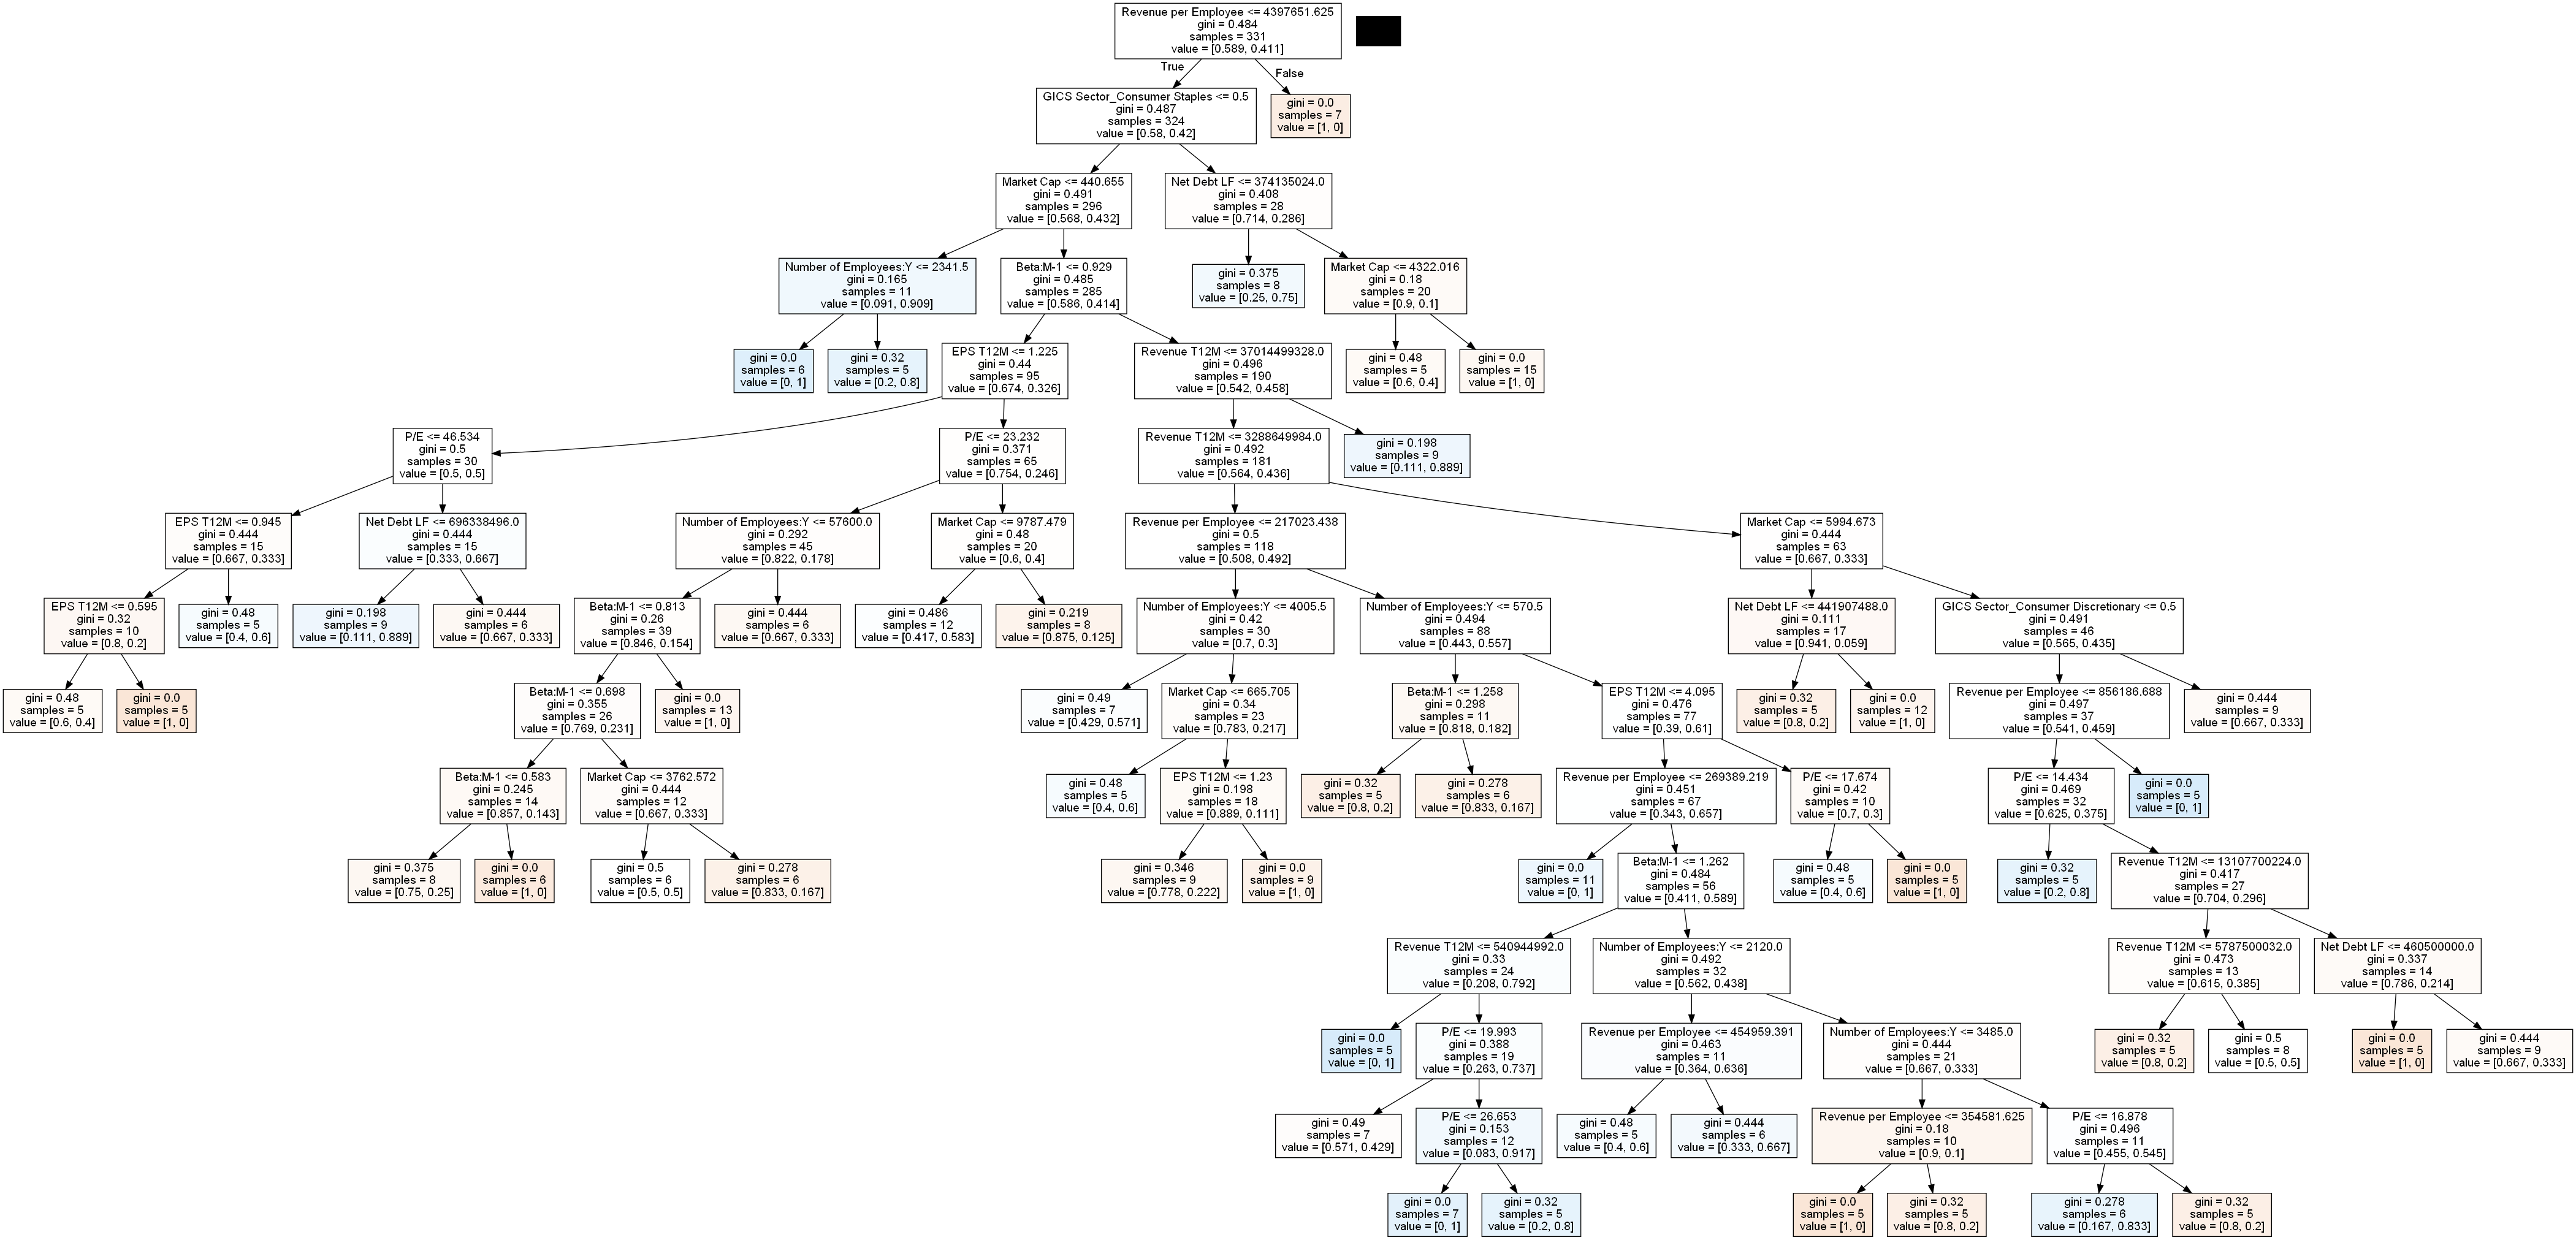 Revenue per Employee <= 4397651.625
gini = 0.484
samples = 331
value = [0.589, 0.411]
True
False
GICS Sector_Consumer Staples <= 0.5
gini = 0.487
samples = 324
value = [0.58, 0.42]
gini = 0.0
samples = 7
value = [1, 0]
Market Cap <= 440.655
gini = 0.491
samples = 296
value = [0.568, 0.432]
Net Debt LF <= 374135024.0
gini = 0.408
samples = 28
value = [0.714, 0.286]
Number of Employees:Y <= 2341.5
gini = 0.165
samples = 11
value = [0.091, 0.909]
Beta:M-1 <= 0.929
gini = 0.485
samples = 285
value = [0.586, 0.414]
gini = 0.375
samples = 8
value = [0.25, 0.75]
Market Cap <= 4322.016
gini = 0.18
samples = 20
value = [0.9, 0.1]
gini = 0.0
samples = 6
value = [0, 1]
gini = 0.32
samples = 5
value = [0.2, 0.8]
EPS T12M <= 1.225
gini = 0.44
samples = 95
value = [0.674, 0.326]
Revenue T12M <= 37014499328.0
gini = 0.496
samples = 190
value = [0.542, 0.458]
gini = 0.48
samples = 5
value = [0.6, 0.4]
gini = 0.0
samples = 15
value = [1, 0]
P/E <= 46.534
gini = 0.5
samples = 30
value = [0.5, 0.5]
P/E <= 23.232
gini = 0.371
samples = 65
value = [0.754, 0.246]
Revenue T12M <= 3288649984.0
gini = 0.492
samples = 181
value = [0.564, 0.436]
gini = 0.198
samples = 9
value = [0.111, 0.889]
EPS T12M <= 0.945
gini = 0.444
samples = 15
value = [0.667, 0.333]
Net Debt LF <= 696338496.0
gini = 0.444
samples = 15
value = [0.333, 0.667]
Number of Employees:Y <= 57600.0
gini = 0.292
samples = 45
value = [0.822, 0.178]
Market Cap <= 9787.479
gini = 0.48
samples = 20
value = [0.6, 0.4]
Revenue per Employee <= 217023.438
gini = 0.5
samples = 118
value = [0.508, 0.492]
Market Cap <= 5994.673
gini = 0.444
samples = 63
value = [0.667, 0.333]
EPS T12M <= 0.595
gini = 0.32
samples = 10
value = [0.8, 0.2]
gini = 0.48
samples = 5
value = [0.4, 0.6]
gini = 0.198
samples = 9
value = [0.111, 0.889]
gini = 0.444
samples = 6
value = [0.667, 0.333]
Beta:M-1 <= 0.813
gini = 0.26
samples = 39
value = [0.846, 0.154]
gini = 0.444
samples = 6
value = [0.667, 0.333]
gini = 0.486
samples = 12
value = [0.417, 0.583]
gini = 0.219
samples = 8
value = [0.875, 0.125]
Number of Employees:Y <= 4005.5
gini = 0.42
samples = 30
value = [0.7, 0.3]
Number of Employees:Y <= 570.5
gini = 0.494
samples = 88
value = [0.443, 0.557]
Net Debt LF <= 441907488.0
gini = 0.111
samples = 17
value = [0.941, 0.059]
GICS Sector_Consumer Discretionary <= 0.5
gini = 0.491
samples = 46
value = [0.565, 0.435]
gini = 0.48
samples = 5
value = [0.6, 0.4]
gini = 0.0
samples = 5
value = [1, 0]
Beta:M-1 <= 0.698
gini = 0.355
samples = 26
value = [0.769, 0.231]
gini = 0.0
samples = 13
value = [1, 0]
gini = 0.49
samples = 7
value = [0.429, 0.571]
Market Cap <= 665.705
gini = 0.34
samples = 23
value = [0.783, 0.217]
Beta:M-1 <= 1.258
gini = 0.298
samples = 11
value = [0.818, 0.182]
EPS T12M <= 4.095
gini = 0.476
samples = 77
value = [0.39, 0.61]
gini = 0.32
samples = 5
value = [0.8, 0.2]
gini = 0.0
samples = 12
value = [1, 0]
Revenue per Employee <= 856186.688
gini = 0.497
samples = 37
value = [0.541, 0.459]
gini = 0.444
samples = 9
value = [0.667, 0.333]
Beta:M-1 <= 0.583
gini = 0.245
samples = 14
value = [0.857, 0.143]
Market Cap <= 3762.572
gini = 0.444
samples = 12
value = [0.667, 0.333]
gini = 0.48
samples = 5
value = [0.4, 0.6]
EPS T12M <= 1.23
gini = 0.198
samples = 18
value = [0.889, 0.111]
gini = 0.32
samples = 5
value = [0.8, 0.2]
gini = 0.278
samples = 6
value = [0.833, 0.167]
Revenue per Employee <= 269389.219
gini = 0.451
samples = 67
value = [0.343, 0.657]
P/E <= 17.674
gini = 0.42
samples = 10
value = [0.7, 0.3]
P/E <= 14.434
gini = 0.469
samples = 32
value = [0.625, 0.375]
gini = 0.0
samples = 5
value = [0, 1]
gini = 0.375
samples = 8
value = [0.75, 0.25]
gini = 0.0
samples = 6
value = [1, 0]
gini = 0.5
samples = 6
value = [0.5, 0.5]
gini = 0.278
samples = 6
value = [0.833, 0.167]
gini = 0.346
samples = 9
value = [0.778, 0.222]
gini = 0.0
samples = 9
value = [1, 0]
gini = 0.0
samples = 11
value = [0, 1]
Beta:M-1 <= 1.262
gini = 0.484
samples = 56
value = [0.411, 0.589]
gini = 0.48
samples = 5
value = [0.4, 0.6]
gini = 0.0
samples = 5
value = [1, 0]
gini = 0.32
samples = 5
value = [0.2, 0.8]
Revenue T12M <= 13107700224.0
gini = 0.417
samples = 27
value = [0.704, 0.296]
Revenue T12M <= 540944992.0
gini = 0.33
samples = 24
value = [0.208, 0.792]
Number of Employees:Y <= 2120.0
gini = 0.492
samples = 32
value = [0.562, 0.438]
Revenue T12M <= 5787500032.0
gini = 0.473
samples = 13
value = [0.615, 0.385]
Net Debt LF <= 460500000.0
gini = 0.337
samples = 14
value = [0.786, 0.214]
gini = 0.0
samples = 5
value = [0, 1]
P/E <= 19.993
gini = 0.388
samples = 19
value = [0.263, 0.737]
Revenue per Employee <= 454959.391
gini = 0.463
samples = 11
value = [0.364, 0.636]
Number of Employees:Y <= 3485.0
gini = 0.444
samples = 21
value = [0.667, 0.333]
gini = 0.32
samples = 5
value = [0.8, 0.2]
gini = 0.5
samples = 8
value = [0.5, 0.5]
gini = 0.0
samples = 5
value = [1, 0]
gini = 0.444
samples = 9
value = [0.667, 0.333]
gini = 0.49
samples = 7
value = [0.571, 0.429]
P/E <= 26.653
gini = 0.153
samples = 12
value = [0.083, 0.917]
gini = 0.48
samples = 5
value = [0.4, 0.6]
gini = 0.444
samples = 6
value = [0.333, 0.667]
Revenue per Employee <= 354581.625
gini = 0.18
samples = 10
value = [0.9, 0.1]
P/E <= 16.878
gini = 0.496
samples = 11
value = [0.455, 0.545]
gini = 0.0
samples = 7
value = [0, 1]
gini = 0.32
samples = 5
value = [0.2, 0.8]
gini = 0.0
samples = 5
value = [1, 0]
gini = 0.32
samples = 5
value = [0.8, 0.2]
gini = 0.278
samples = 6
value = [0.167, 0.833]
gini = 0.32
samples = 5
value = [0.8, 0.2]